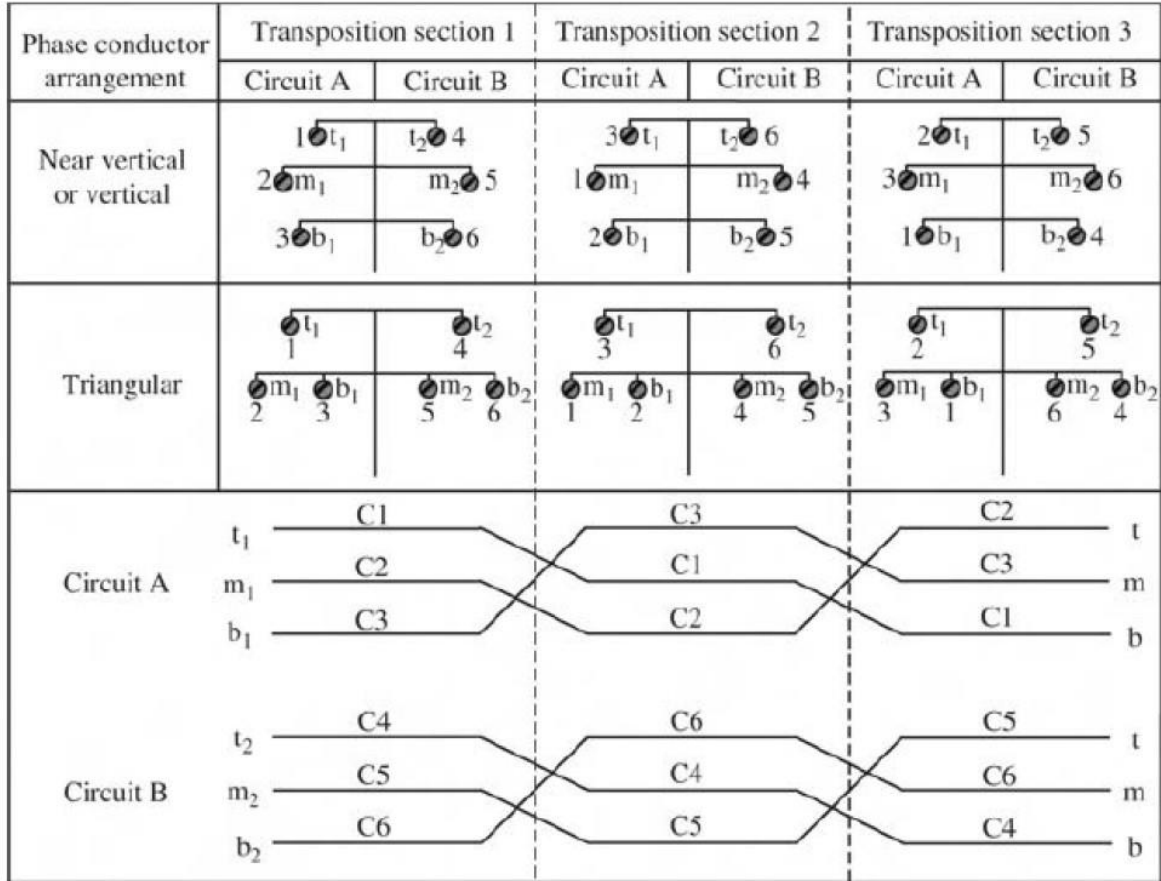 Phase conductor arrangement
Transposition section 1 Transposition section 2 Transposition section 3
Circuit A Circuit B Circuit A Circuit B Circuit A Circuit B
Near vertical or vertical
1 t₁ t₂ 4 3 t₁ t₂ 6 2 t₁ t₂ 5
2 m₁ m₂ 5 1 m₁ m₂ 4 3 m₁ m₂ 6
3 b₁ b₂ 6 2 b₁ b₂ 5 1 b₁ b₂ 4
Triangular
t₁ t₂ t₁ t₂ t₁ t₂
1 4 3 6 2 5
m₁ b₁ m₂ b₂ m₁ b₁ m₂ b₂ m₁ b₁ m₂ b₂
2 3 5 6 1 2 4 5 3 1 6 4
Circuit A
t₁ C1 C3 C2 t
m₁ C2 C1 C3 m
b₁ C3 C2 C1 b
Circuit B
t₂ C4 C6 C5 t
m₂ C5 C4 C6 m
b₂ C6 C5 C4 b